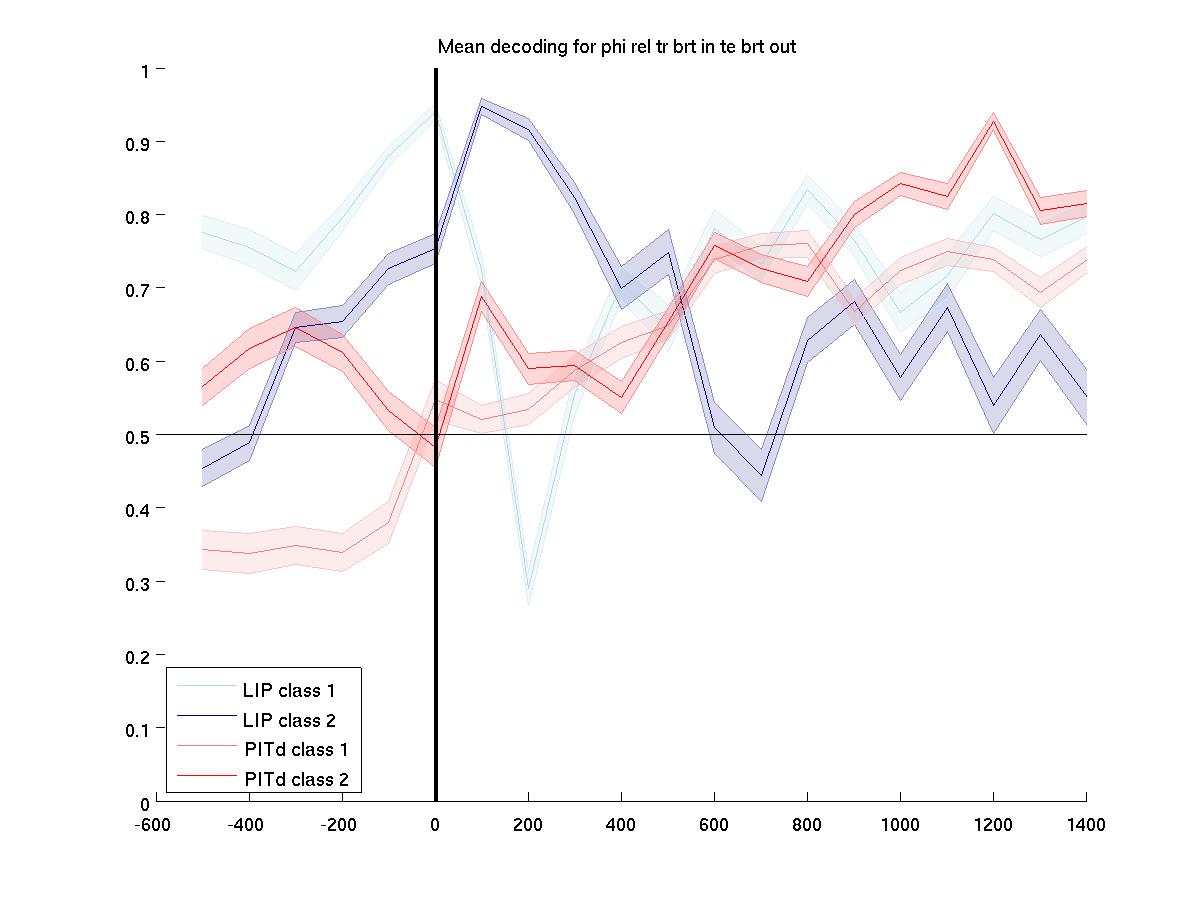 Mean decoding for phi rel tr brt in te brt out
1
0.9
0.8
0.7
0.6
0.5
0.4
0.3
0.2
0.1
0
LIP class 1
LIP class 2
PITd class 1
PITd class 2
-600 -400 -200 0 200 400 600 800 1000 1200 1400